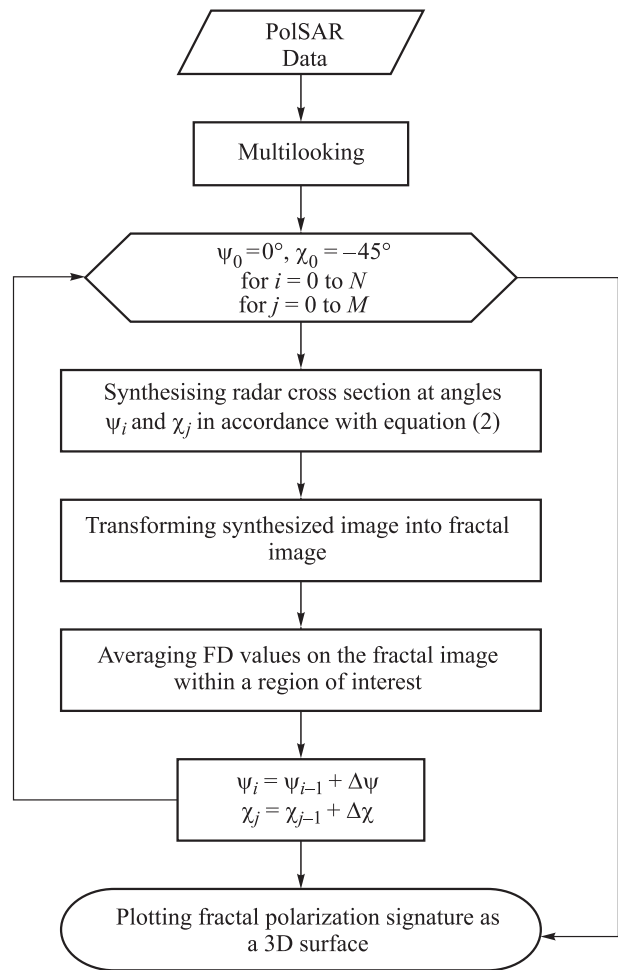 PolSAR
Data
Multilooking
ψ₀ = 0°, χ₀ = –45°
for i = 0 to N
for j = 0 to M
Synthesising radar cross section at angles
ψᵢ and χⱼ in accordance with equation (2)
Transforming synthesized image into fractal
image
Averaging FD values on the fractal image
within a region of interest
ψᵢ = ψᵢ₋₁ + Δψ
χⱼ = χⱼ₋₁ + Δχ
Plotting fractal polarization signature as
a 3D surface